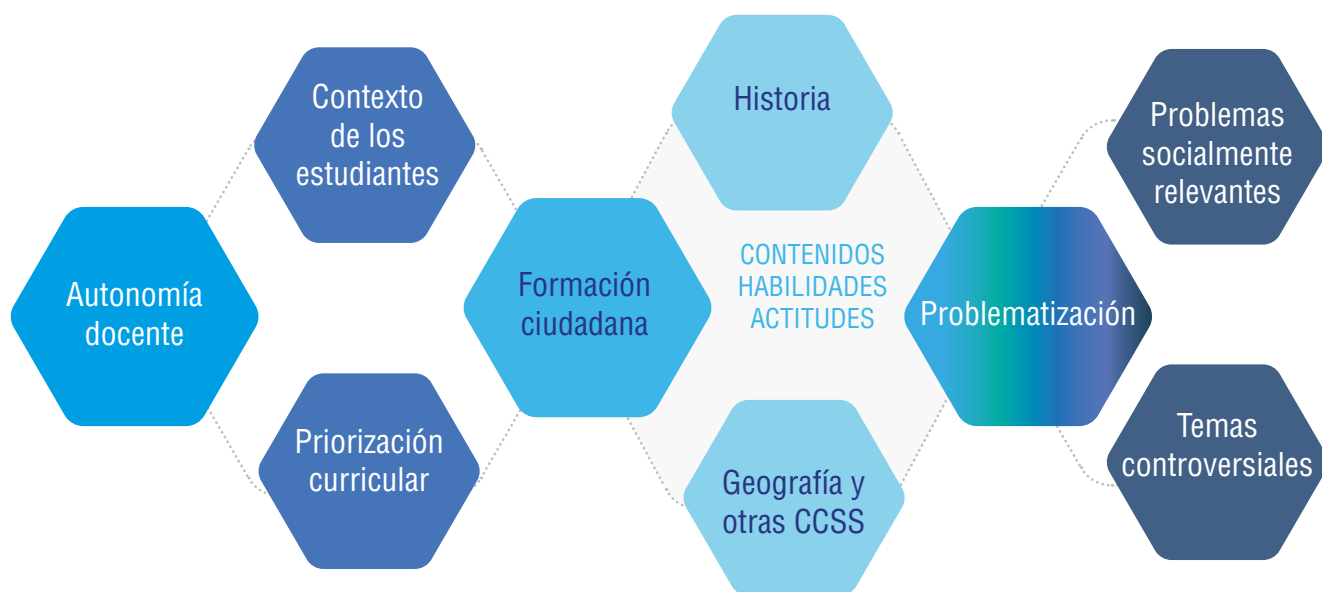 Autonomía
docente
Contexto
de los
estudiantes
Priorización
curricular
Formación
ciudadana
Historia
CONTENIDOS
HABILIDADES
ACTITUDES
Geografía y
otras CCSS
Problematización
Problemas
socialmente
relevantes
Temas
controversiales